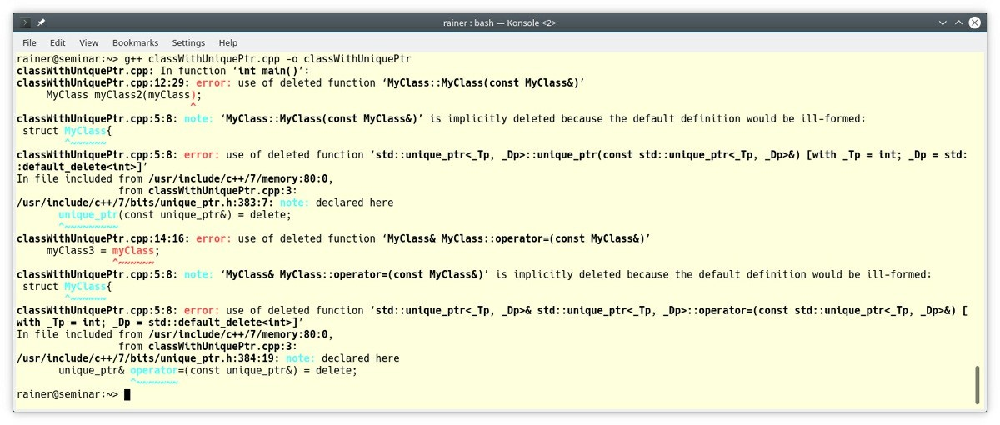 rainer : bash — Konsole <2>
File Edit View Bookmarks Settings Help
rainer@seminar:~> g++ classWithUniquePtr.cpp -o classWithUniquePtr
classWithUniquePtr.cpp: In function ‘int main()’:
classWithUniquePtr.cpp:12:29: error: use of deleted function ‘MyClass::MyClass(const MyClass&)’
     MyClass myClass2(myClass);
                             ^
classWithUniquePtr.cpp:5:8: note: ‘MyClass::MyClass(const MyClass&)’ is implicitly deleted because the default definition would be ill-formed:
 struct MyClass{
        ^~~~~~~
classWithUniquePtr.cpp:5:8: error: use of deleted function ‘std::unique_ptr<_Tp, _Dp>::unique_ptr(const std::unique_ptr<_Tp, _Dp>&) [with _Tp = int; _Dp = std:
:default_delete<int>]’
In file included from /usr/include/c++/7/memory:80:0,
                 from classWithUniquePtr.cpp:3:
/usr/include/c++/7/bits/unique_ptr.h:383:7: note: declared here
       unique_ptr(const unique_ptr&) = delete;
       ^~~~~~~~~~
classWithUniquePtr.cpp:14:16: error: use of deleted function ‘MyClass& MyClass::operator=(const MyClass&)’
     myClass3 = myClass;
                ^~~~~~~
classWithUniquePtr.cpp:5:8: note: ‘MyClass& MyClass::operator=(const MyClass&)’ is implicitly deleted because the default definition would be ill-formed:
 struct MyClass{
        ^~~~~~~
classWithUniquePtr.cpp:5:8: error: use of deleted function ‘std::unique_ptr<_Tp, _Dp>& std::unique_ptr<_Tp, _Dp>::operator=(const std::unique_ptr<_Tp, _Dp>&) [
with _Tp = int; _Dp = std::default_delete<int>]’
In file included from /usr/include/c++/7/memory:80:0,
                 from classWithUniquePtr.cpp:3:
/usr/include/c++/7/bits/unique_ptr.h:384:19: note: declared here
       unique_ptr& operator=(const unique_ptr&) = delete;
                   ^~~~~~~~
rainer@seminar:~>